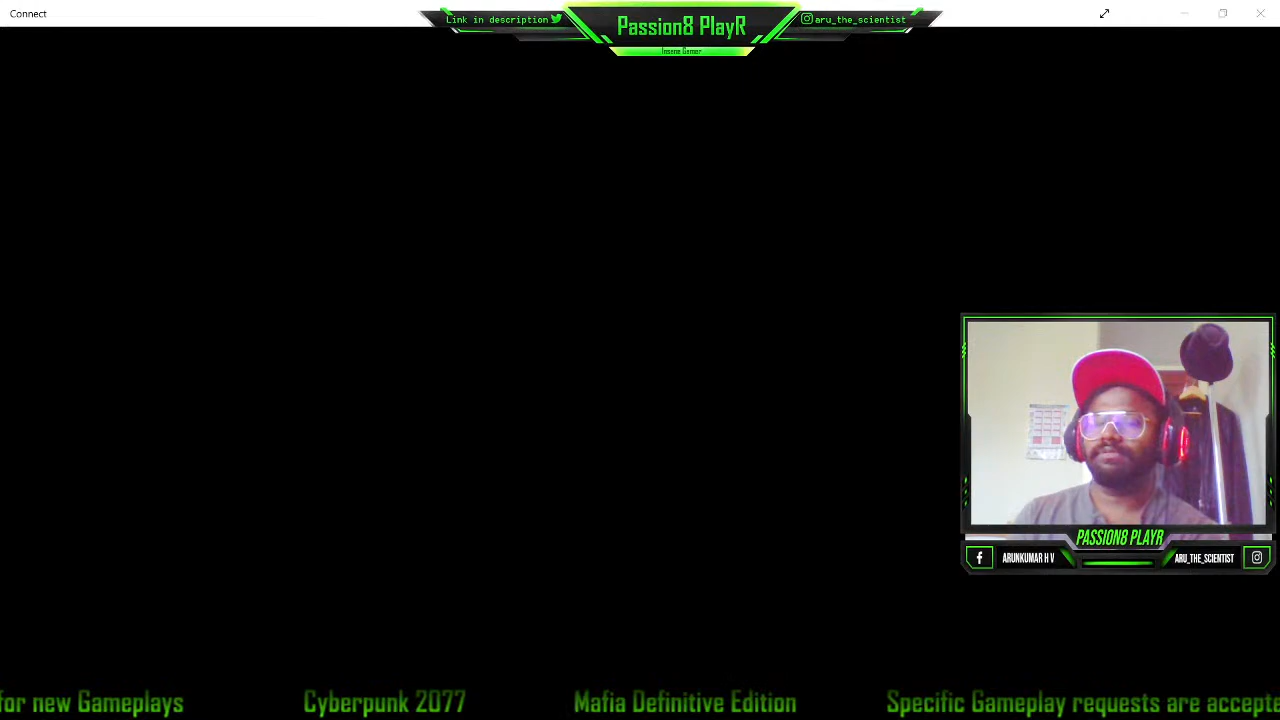 Connect
Link in description
Passion8 PlayR
aru_the_scientist
Insane Gamer
PASSION8 PLAYR
ARUNKUMAR H V
ARU_THE_SCIENTIST
for new Gameplays
Cyberpunk 2077
Mafia Definitive Edition
Specific Gameplay requests are accepte